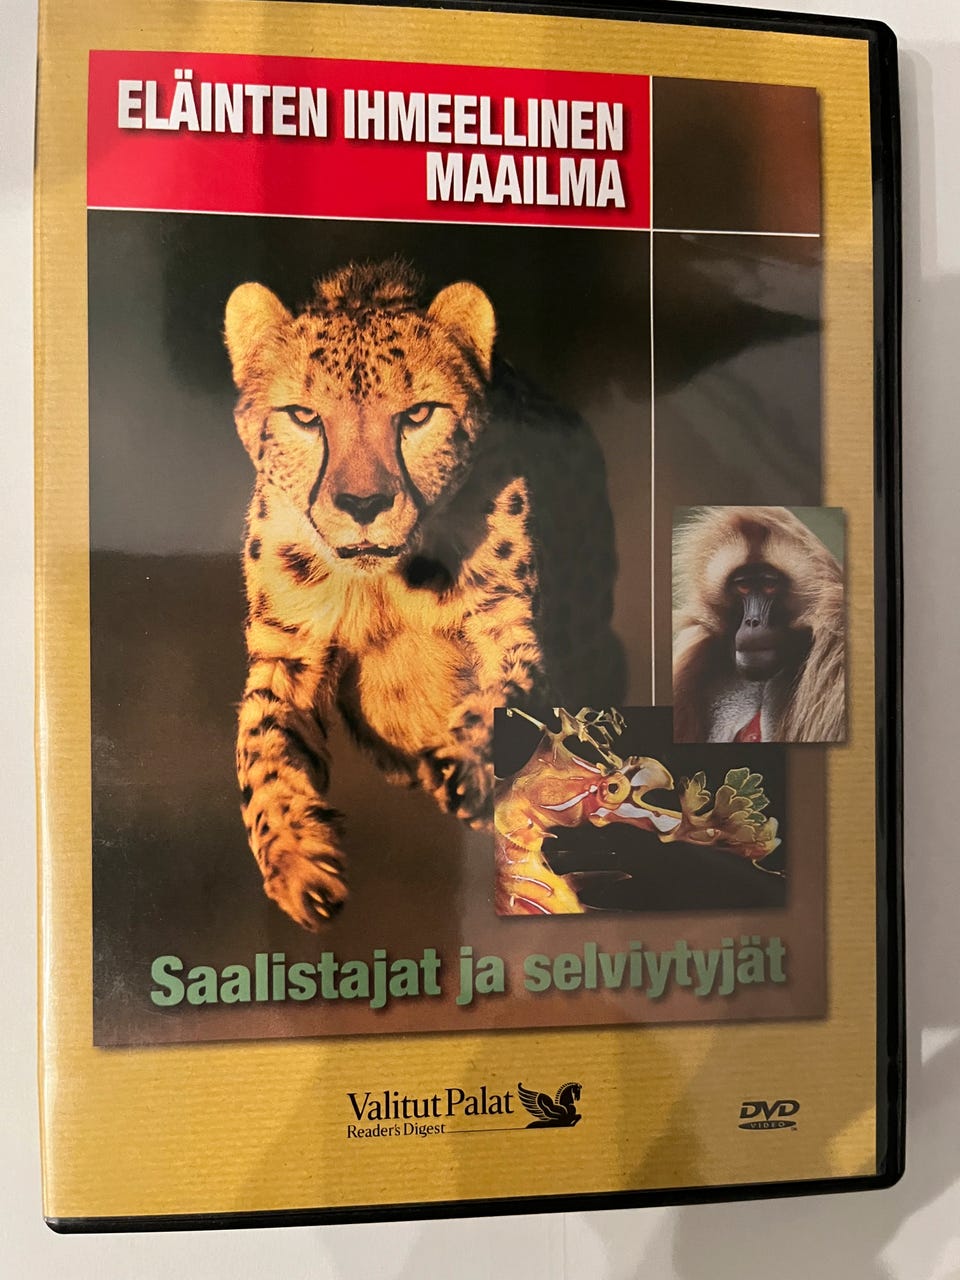 ELÄINTEN IHMEELLINEN
MAAILMA
Saalistajat ja selviytyjät
Valitut Palat
Reader's Digest
DVD
VIDEO